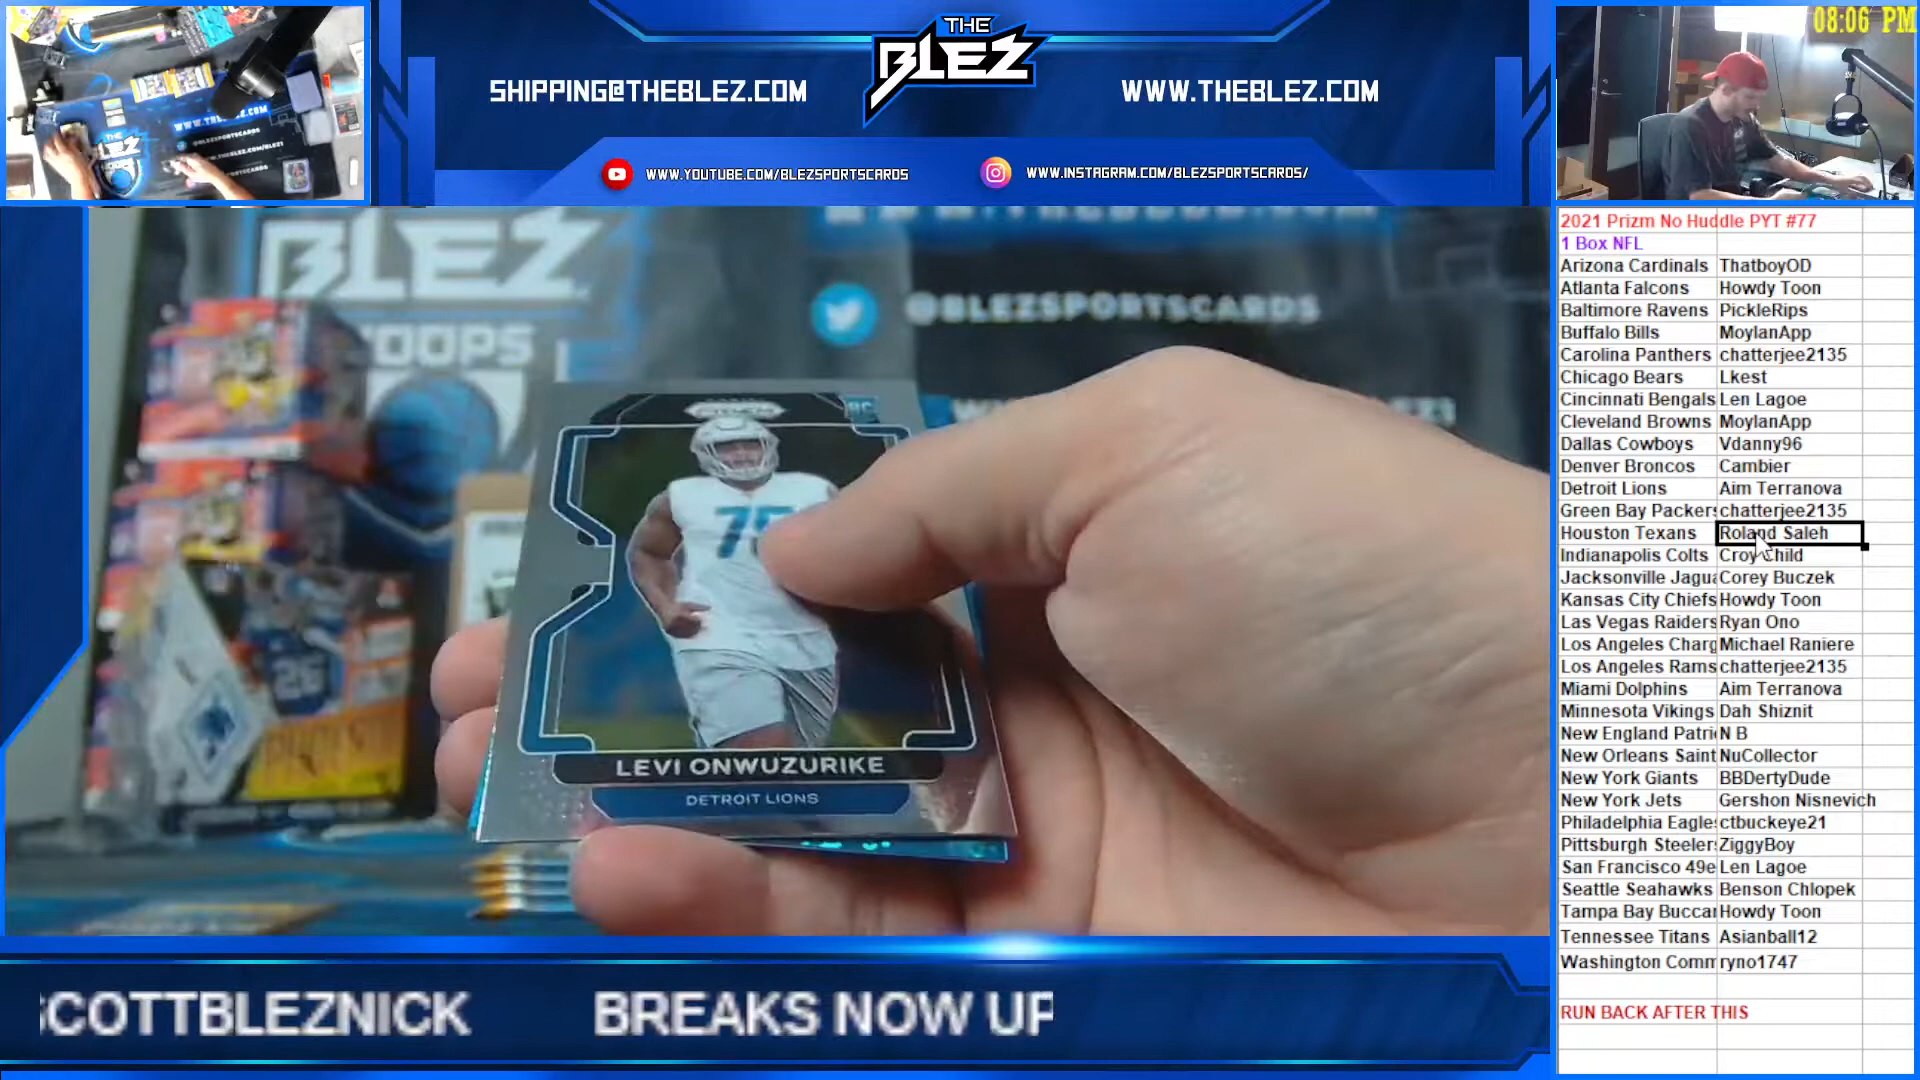 THE
BLEZ
SHIPPING@THEBLEZ.COM
WWW.THEBLEZ.COM
WWW.YOUTUBE.COM/BLEZSPORTSCARDS
WWW.INSTAGRAM.COM/BLEZSPORTSCARDS/
08:06 PM
BLEZ
@BLEZSPORTSCARDS
PRIZM
RC
75
LEVI ONWUZURIKE
DETROIT LIONS
26
2021 Prizm No Huddle PYT #77
1 Box NFL
Arizona Cardinals ThatboyOD
Atlanta Falcons Howdy Toon
Baltimore Ravens PickleRips
Buffalo Bills MoylanApp
Carolina Panthers chatterjee2135
Chicago Bears Lkest
Cincinnati Bengals Len Lagoe
Cleveland Browns MoylanApp
Dallas Cowboys Vdanny96
Denver Broncos Cambier
Detroit Lions Aim Terranova
Green Bay Packers chatterjee2135
Houston Texans Roland Saleh
Indianapolis Colts Croy Child
Jacksonville Jagua Corey Buczek
Kansas City Chiefs Howdy Toon
Las Vegas Raiders Ryan Ono
Los Angeles Charg Michael Raniere
Los Angeles Rams chatterjee2135
Miami Dolphins Aim Terranova
Minnesota Vikings Dah Shiznit
New England Patri N B
New Orleans Saint NuCollector
New York Giants BBDertyDude
New York Jets Gershon Nisnevich
Philadelphia Eagle ctbuckeye21
Pittsburgh Steeler ZiggyBoy
San Francisco 49e Len Lagoe
Seattle Seahawks Benson Chlopek
Tampa Bay Buccar Howdy Toon
Tennessee Titans Asianball12
Washington Comm ryno1747
RUN BACK AFTER THIS
SCOTTBLEZNICK BREAKS NOW UP